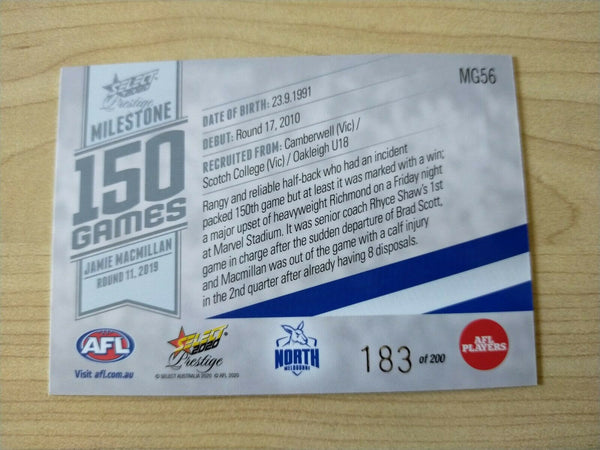 MG56
SELECT
2020
Prestige
MILESTONE
150
GAMES
JAMIE MACMILLAN
ROUND 11, 2019
DATE OF BIRTH: 23.9.1991
DEBUT: Round 17, 2010
RECRUITED FROM: Camberwell (Vic) /
Scotch College (Vic) / Oakleigh U18
Rangy and reliable half-back who had an incident
packed 150th game but at least it was marked with a win;
a major upset of heavyweight Richmond on a Friday night
at Marvel Stadium. It was senior coach Rhyce Shaw's 1st
game in charge after the sudden departure of Brad Scott,
and Macmillan was out of the game with a calf injury
in the 2nd quarter after already having 8 disposals.
AFL
Visit afl.com.au
SELECT
2020
Prestige
© SELECT AUSTRALIA 2020 © AFL 2020
NORTH
MELBOURNE
183 of 200
AFL
PLAYERS